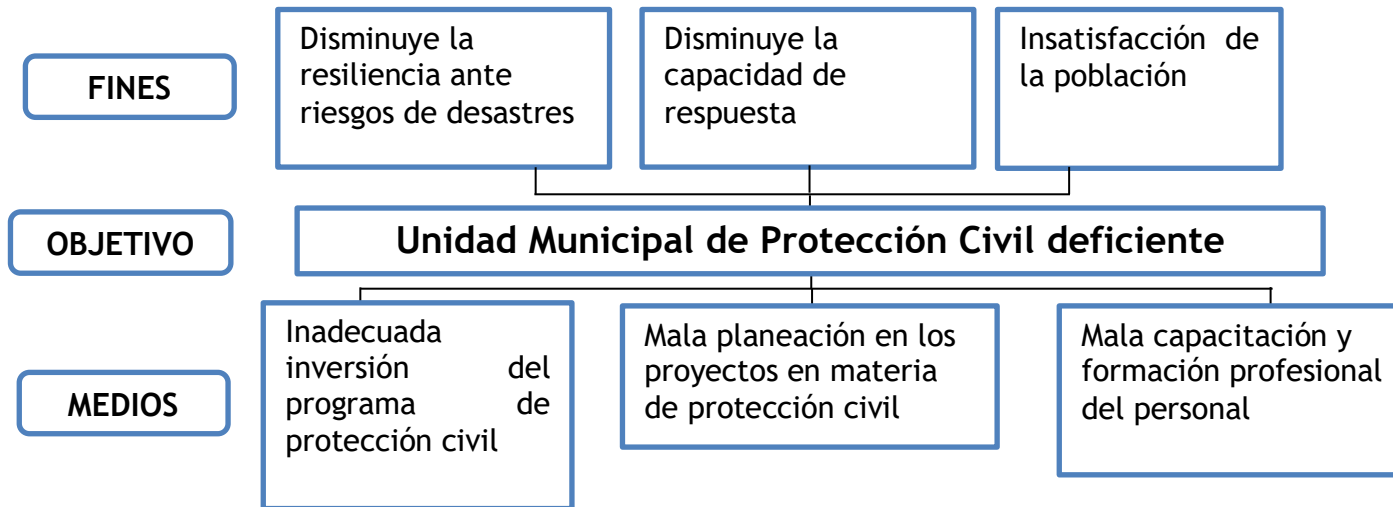 FINES
Disminuye la
resiliencia ante
riesgos de desastres
Disminuye la
capacidad de
respuesta
Insatisfacción de
la población
OBJETIVO
Unidad Municipal de Protección Civil deficiente
MEDIOS
Inadecuada
inversión del
programa de
protección civil
Mala planeación en los
proyectos en materia
de protección civil
Mala capacitación y
formación profesional
del personal